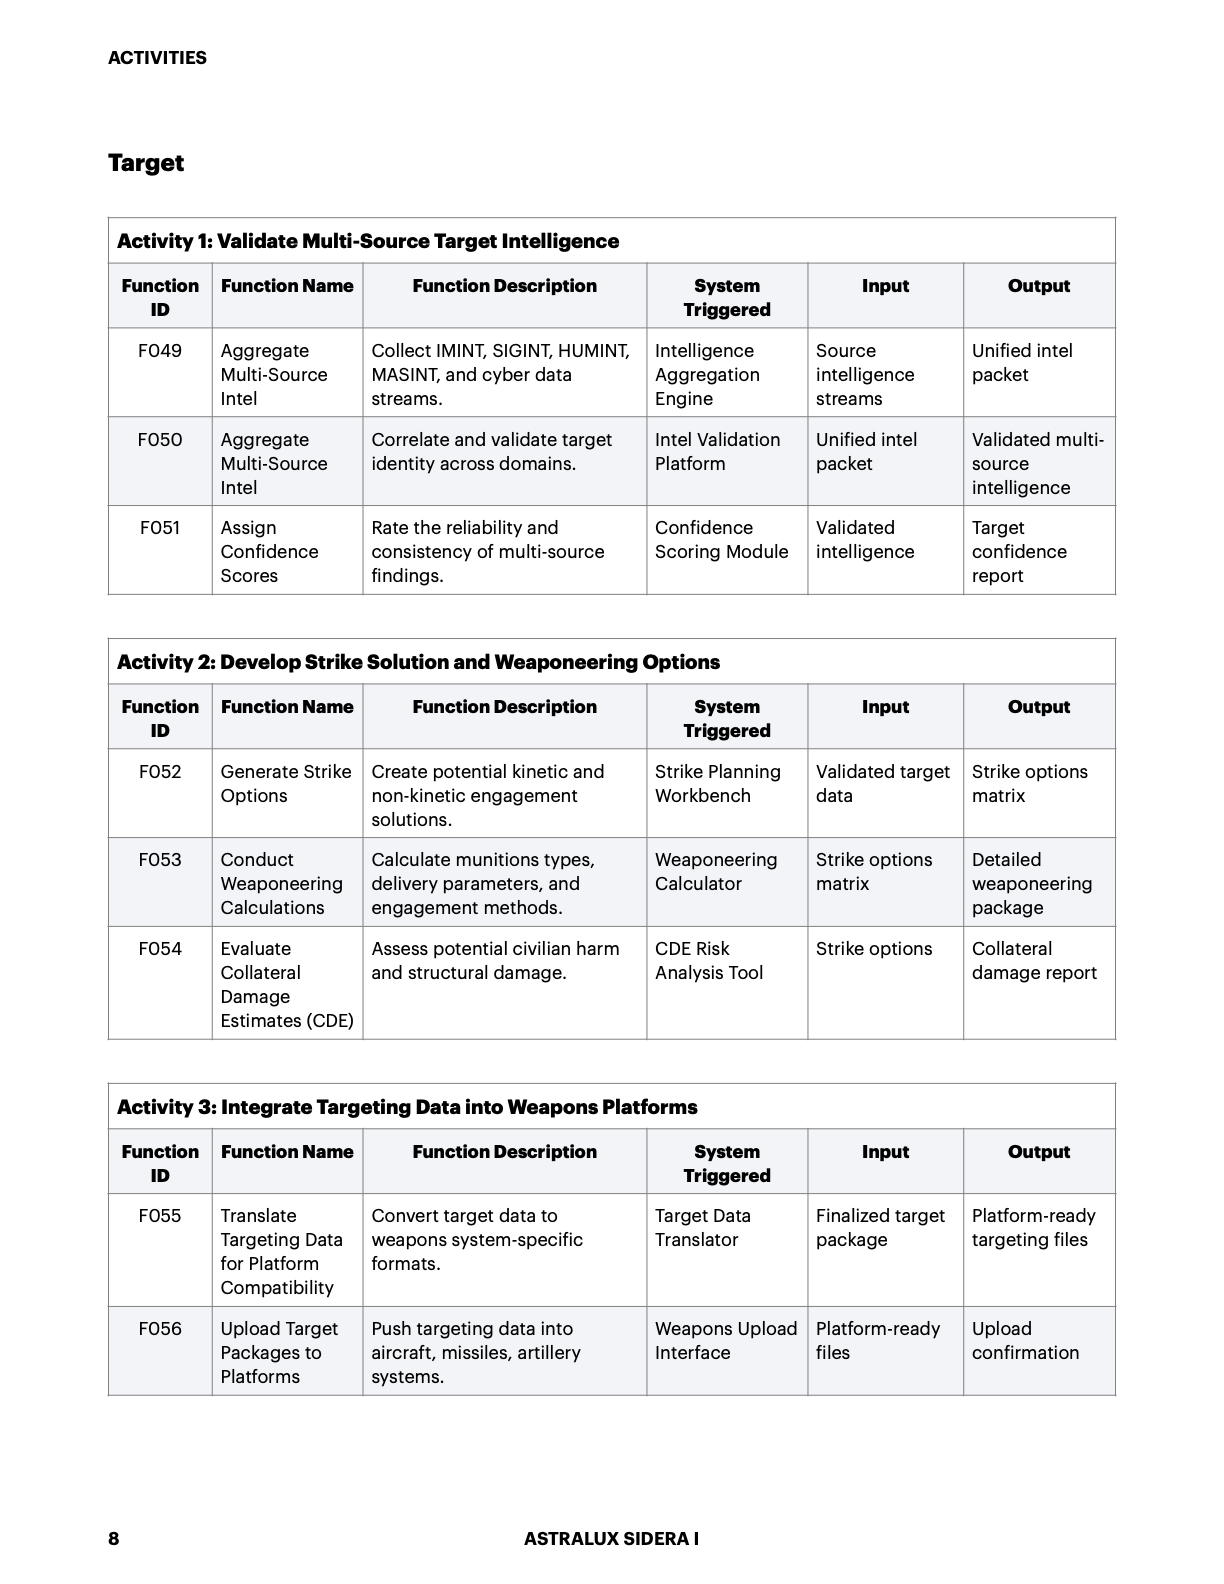 ACTIVITIES
Target
Activity 1: Validate Multi-Source Target Intelligence
Function ID | Function Name | Function Description | System Triggered | Input | Output
F049 | Aggregate Multi-Source Intel | Collect IMINT, SIGINT, HUMINT, MASINT, and cyber data streams. | Intelligence Aggregation Engine | Source intelligence streams | Unified intel packet
F050 | Aggregate Multi-Source Intel | Correlate and validate target identity across domains. | Intel Validation Platform | Unified intel packet | Validated multi-source intelligence
F051 | Assign Confidence Scores | Rate the reliability and consistency of multi-source findings. | Confidence Scoring Module | Validated intelligence | Target confidence report
Activity 2: Develop Strike Solution and Weaponeering Options
Function ID | Function Name | Function Description | System Triggered | Input | Output
F052 | Generate Strike Options | Create potential kinetic and non-kinetic engagement solutions. | Strike Planning Workbench | Validated target data | Strike options matrix
F053 | Conduct Weaponeering Calculations | Calculate munitions types, delivery parameters, and engagement methods. | Weaponeering Calculator | Strike options matrix | Detailed weaponeering package
F054 | Evaluate Collateral Damage Estimates (CDE) | Assess potential civilian harm and structural damage. | CDE Risk Analysis Tool | Strike options | Collateral damage report
Activity 3: Integrate Targeting Data into Weapons Platforms
Function ID | Function Name | Function Description | System Triggered | Input | Output
F055 | Translate Targeting Data for Platform Compatibility | Convert target data to weapons system-specific formats. | Target Data Translator | Finalized target package | Platform-ready targeting files
F056 | Upload Target Packages to Platforms | Push targeting data into aircraft, missiles, artillery systems. | Weapons Upload Interface | Platform-ready files | Upload confirmation
8
ASTRALUX SIDERA I